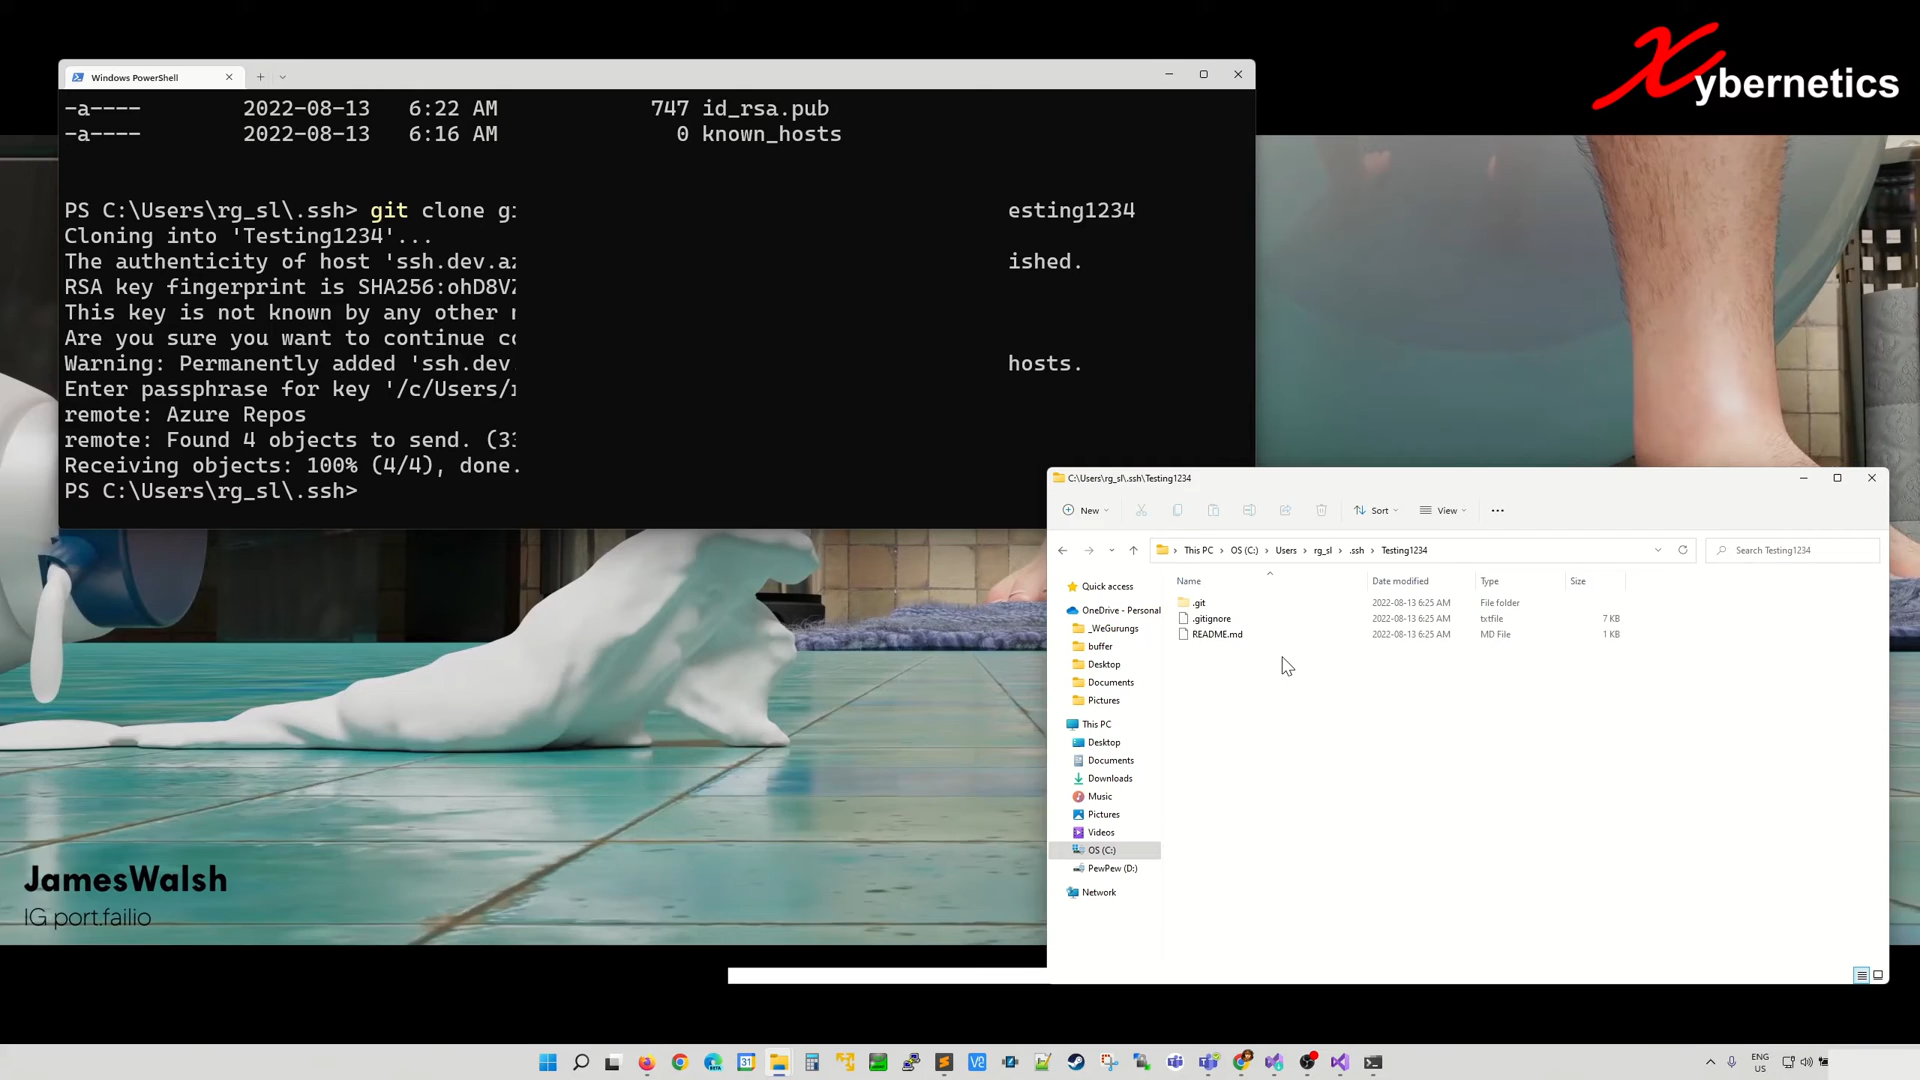 Xybernetics
Windows PowerShell
-a---- 2022-08-13 6:22 AM 747 id_rsa.pub
-a---- 2022-08-13 6:16 AM 0 known_hosts
PS C:\Users\rg_sl\.ssh> git clone g esting1234
Cloning into 'Testing1234'...
The authenticity of host 'ssh.dev.az ished.
RSA key fingerprint is SHA256:ohD8VZ
This key is not known by any other n
Are you sure you want to continue co
Warning: Permanently added 'ssh.dev. hosts.
Enter passphrase for key '/c/Users/r
remote: Azure Repos
remote: Found 4 objects to send. (33
Receiving objects: 100% (4/4), done.
PS C:\Users\rg_sl\.ssh>
C:\Users\rg_sl\.ssh\Testing1234
New Sort View
This PC > OS (C:) > Users > rg_sl > .ssh > Testing1234 Search Testing1234
Name Date modified Type Size
.git 2022-08-13 6:25 AM File folder
.gitignore 2022-08-13 6:25 AM txtfile 7 KB
README.md 2022-08-13 6:25 AM MD File 1 KB
Quick access
OneDrive - Personal
_WeGurungs
buffer
Desktop
Documents
Pictures
This PC
Desktop
Documents
Downloads
Music
Pictures
Videos
OS (C:)
PewPew (D:)
Network
JamesWalsh
IG port.failio
ENG
US